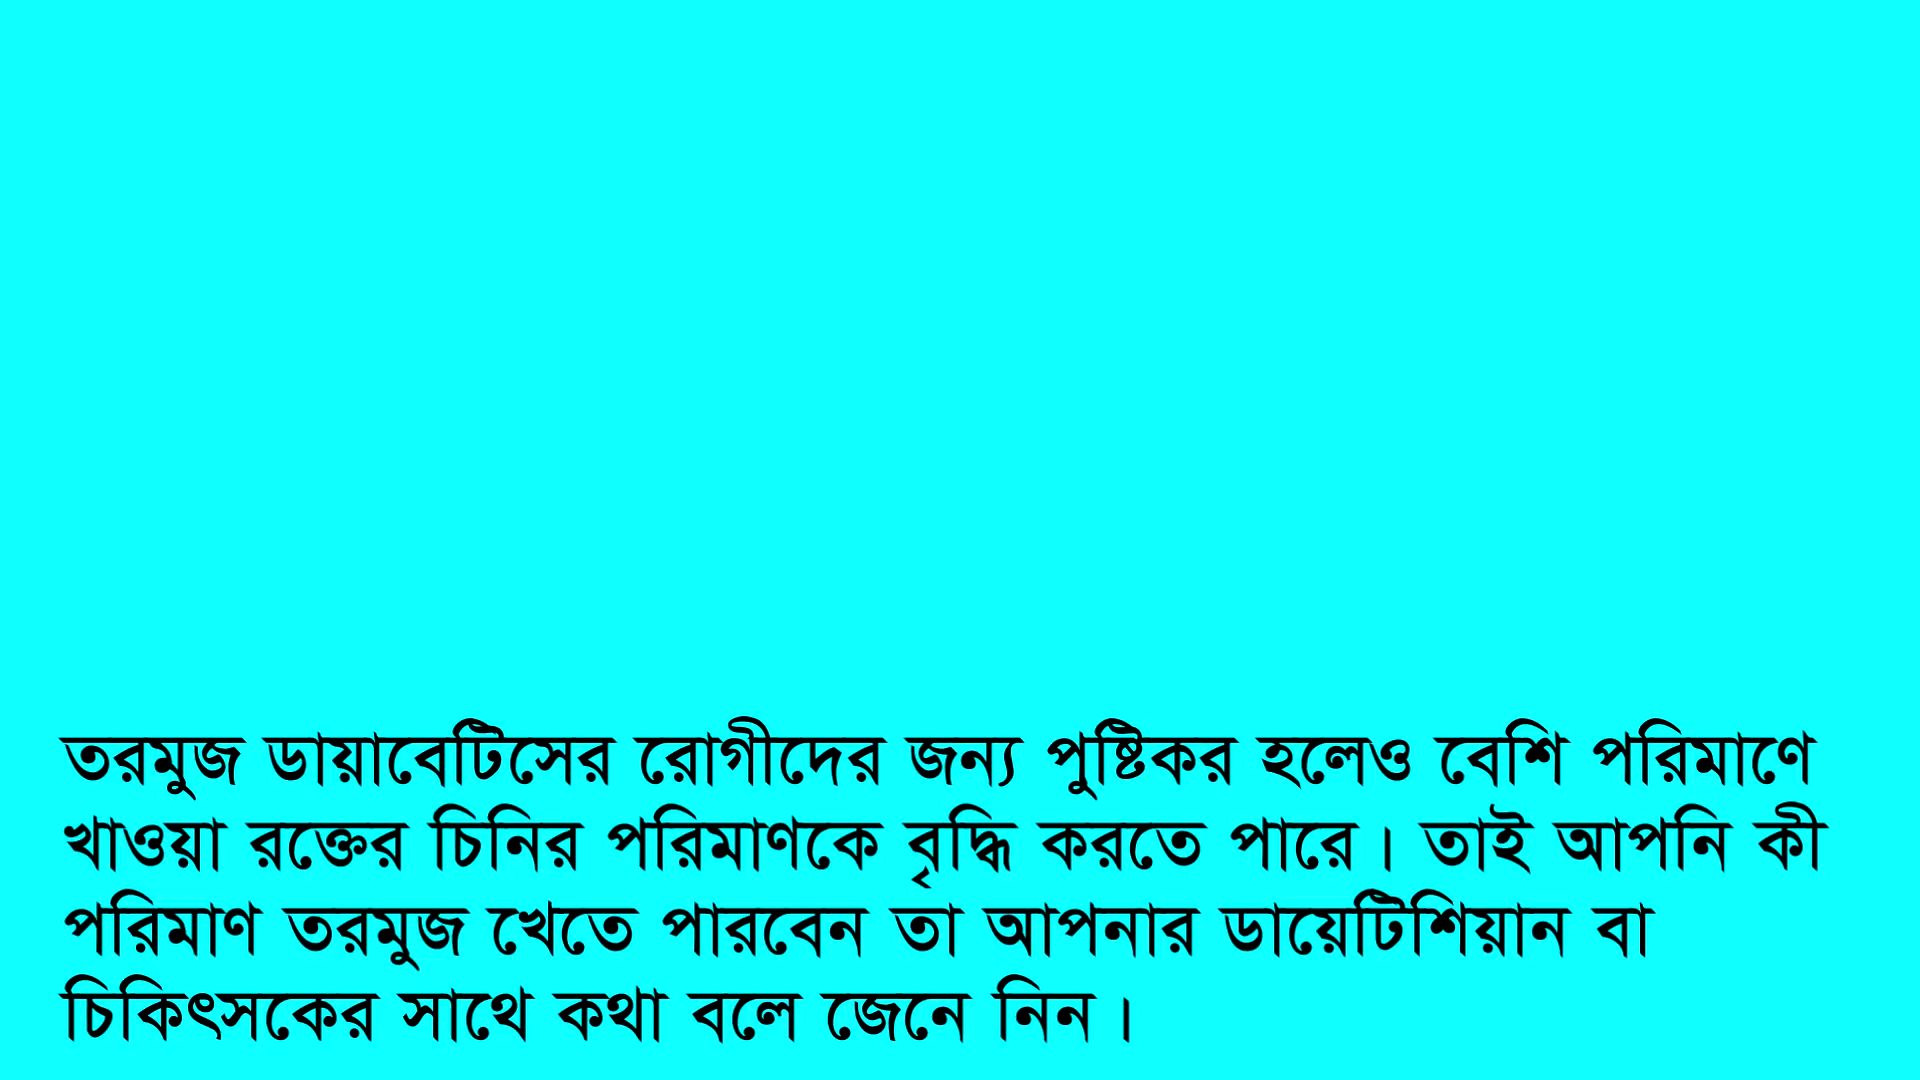 তরমুজ ডায়াবেটিসের রোগীদের জন্য পুষ্টিকর হলেও বেশি পরিমাণে
খাওয়া রক্তের চিনির পরিমাণকে বৃদ্ধি করতে পারে। তাই আপনি কী
পরিমাণ তরমুজ খেতে পারবেন তা আপনার ডায়েটিশিয়ান বা
চিকিৎসকের সাথে কথা বলে জেনে নিন।